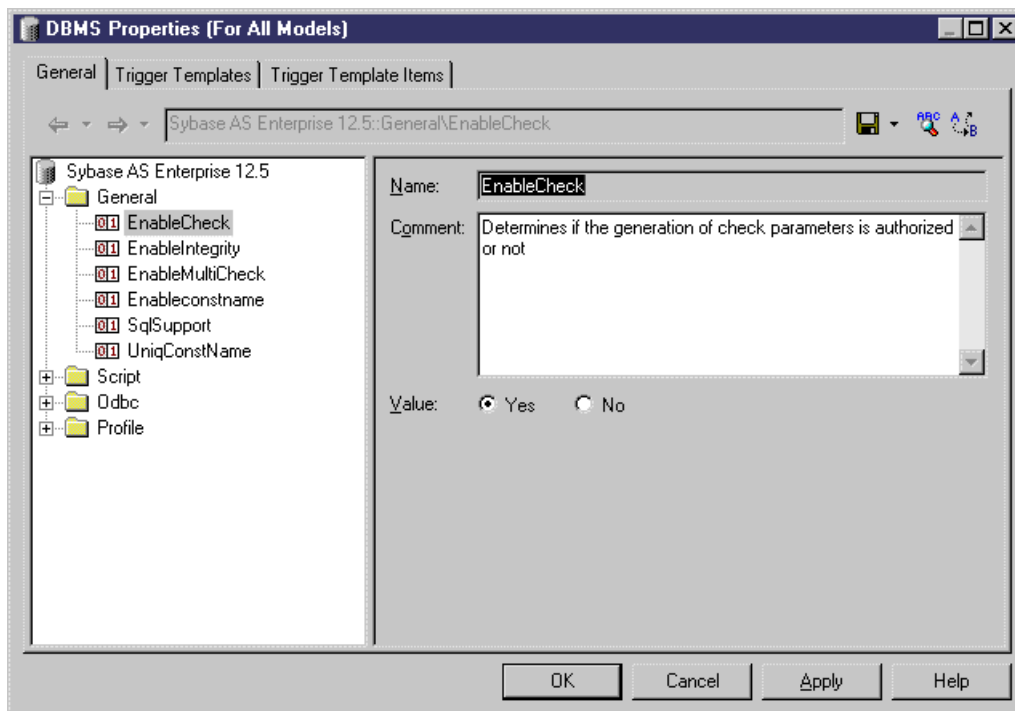 DBMS Properties (For All Models)
General
Trigger Templates
Trigger Template Items
Sybase AS Enterprise 12.5::General\EnableCheck
ABC
A
B
Sybase AS Enterprise 12.5
General
EnableCheck
EnableIntegrity
EnableMultiCheck
Enableconstname
SqlSupport
UniqConstName
Script
Odbc
Profile
Name: EnableCheck
Comment: Determines if the generation of check parameters is authorized
or not
Value: Yes No
OK Cancel Apply Help